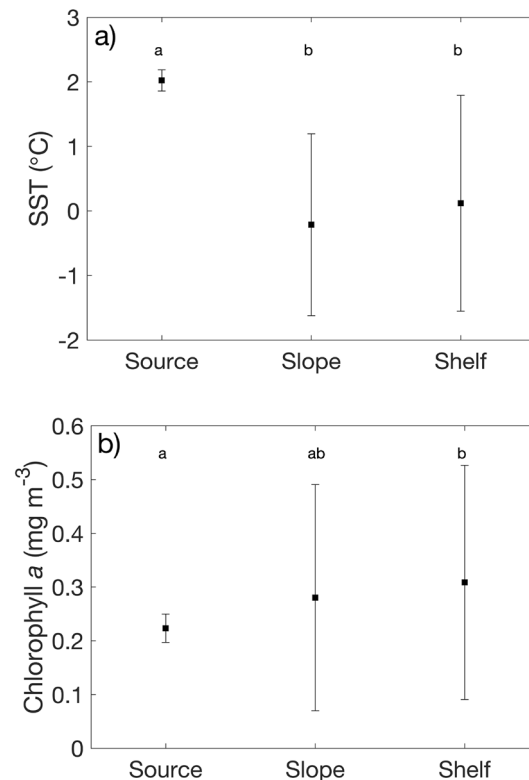 a)
a b b
3
2
1
0
-1
-2
SST (°C)
Source Slope Shelf
b)
a ab b
0.6
0.5
0.4
0.3
0.2
0.1
0
Chlorophyll a (mg m⁻³)
Source Slope Shelf